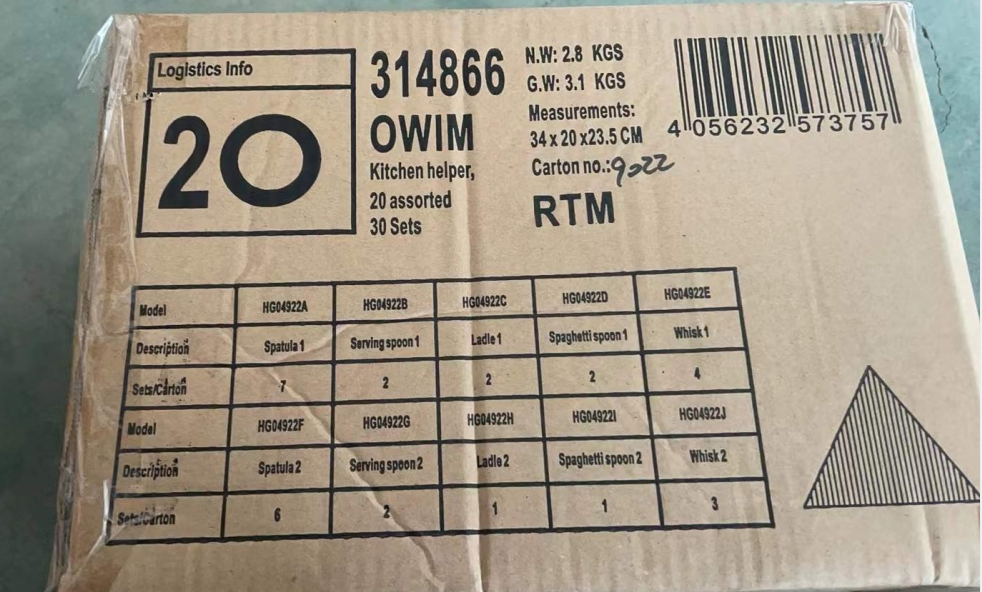 Logistics Info
20
314866
OWIM
Kitchen helper,
20 assorted
30 Sets
N.W: 2.8 KGS
G.W: 3.1 KGS
Measurements:
34 x 20 x23.5 CM
Carton no.:9022
RTM
4 056232 573757
Model HG04922A HG04922B HG04922C HG04922D HG04922E
Description Spatula 1 Serving spoon 1 Ladle 1 Spaghetti spoon 1 Whisk 1
Sets/Carton 7 2 2 2 4
Model HG04922F HG04922G HG04922H HG04922I HG04922J
Description Spatula 2 Serving spoon 2 Ladle 2 Spaghetti spoon 2 Whisk 2
Sets/Carton 6 2 1 1 3